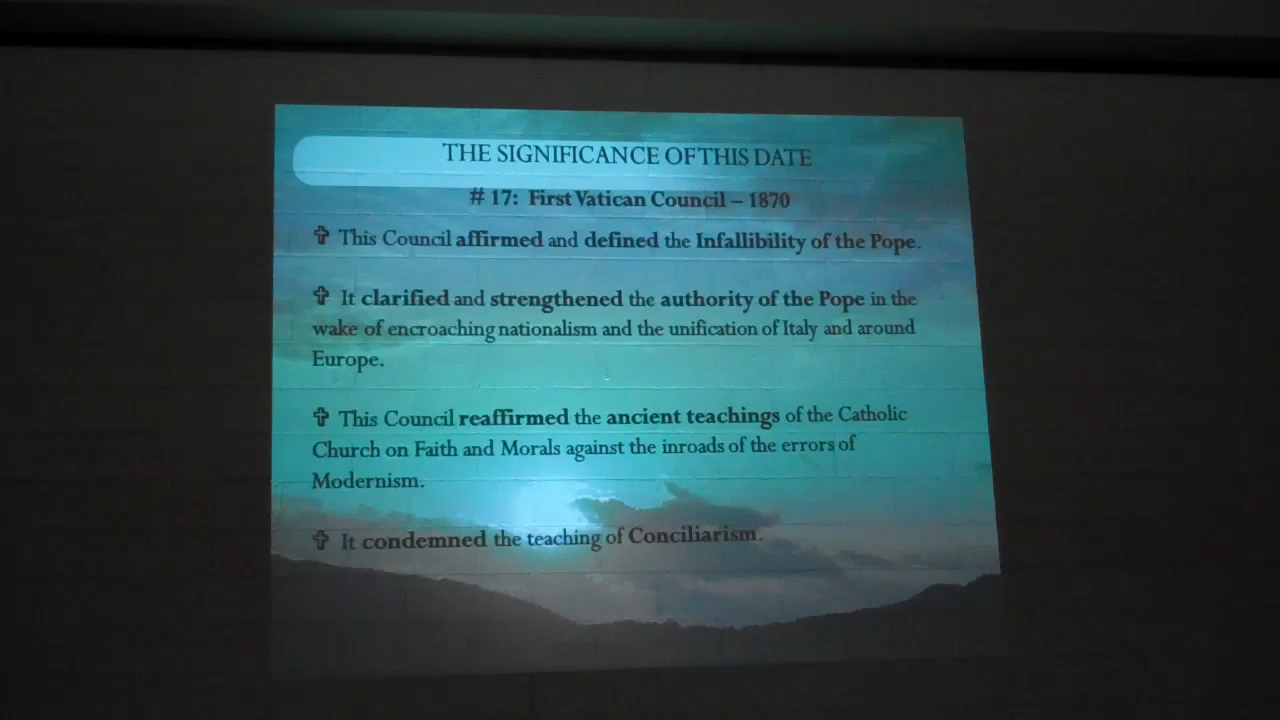 THE SIGNIFICANCE OF THIS DATE
# 17: First Vatican Council – 1870
✞ This Council affirmed and defined the Infallibility of the Pope.
✞ It clarified and strengthened the authority of the Pope in the
wake of encroaching nationalism and the unification of Italy and around
Europe.
✞ This Council reaffirmed the ancient teachings of the Catholic
Church on Faith and Morals against the inroads of the errors of
Modernism.
✞ It condemned the teaching of Conciliarism.